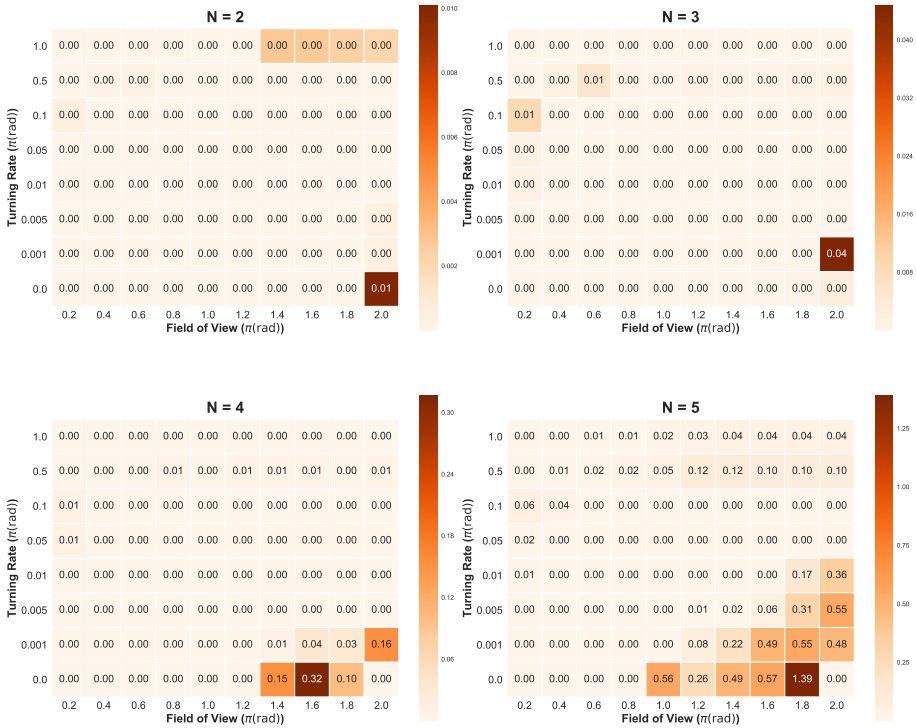 N = 2
1.0 0.00 0.00 0.00 0.00 0.00 0.00 0.00 0.00 0.00 0.00
0.5 0.00 0.00 0.00 0.00 0.00 0.00 0.00 0.00 0.00 0.00
0.1 0.00 0.00 0.00 0.00 0.00 0.00 0.00 0.00 0.00 0.00
0.05 0.00 0.00 0.00 0.00 0.00 0.00 0.00 0.00 0.00 0.00
0.01 0.00 0.00 0.00 0.00 0.00 0.00 0.00 0.00 0.00 0.00
0.005 0.00 0.00 0.00 0.00 0.00 0.00 0.00 0.00 0.00 0.00
0.001 0.00 0.00 0.00 0.00 0.00 0.00 0.00 0.00 0.00 0.00
0.0 0.00 0.00 0.00 0.00 0.00 0.00 0.00 0.00 0.00 0.01
0.2 0.4 0.6 0.8 1.0 1.2 1.4 1.6 1.8 2.0
Field of View (π(rad))
Turning Rate (π(rad))
0.010
0.008
0.006
0.004
0.002
N = 3
1.0 0.00 0.00 0.00 0.00 0.00 0.00 0.00 0.00 0.00 0.00
0.5 0.00 0.00 0.01 0.00 0.00 0.00 0.00 0.00 0.00 0.00
0.1 0.01 0.00 0.00 0.00 0.00 0.00 0.00 0.00 0.00 0.00
0.05 0.00 0.00 0.00 0.00 0.00 0.00 0.00 0.00 0.00 0.00
0.01 0.00 0.00 0.00 0.00 0.00 0.00 0.00 0.00 0.00 0.00
0.005 0.00 0.00 0.00 0.00 0.00 0.00 0.00 0.00 0.00 0.00
0.001 0.00 0.00 0.00 0.00 0.00 0.00 0.00 0.00 0.00 0.04
0.0 0.00 0.00 0.00 0.00 0.00 0.00 0.00 0.00 0.00 0.00
0.2 0.4 0.6 0.8 1.0 1.2 1.4 1.6 1.8 2.0
Field of View (π(rad))
Turning Rate (π(rad))
0.040
0.032
0.024
0.016
0.008
N = 4
1.0 0.00 0.00 0.00 0.00 0.00 0.00 0.00 0.00 0.00 0.00
0.5 0.00 0.00 0.00 0.01 0.00 0.01 0.01 0.01 0.00 0.01
0.1 0.01 0.00 0.00 0.00 0.00 0.00 0.00 0.00 0.00 0.00
0.05 0.01 0.00 0.00 0.00 0.00 0.00 0.00 0.00 0.00 0.00
0.01 0.00 0.00 0.00 0.00 0.00 0.00 0.00 0.00 0.00 0.00
0.005 0.00 0.00 0.00 0.00 0.00 0.00 0.00 0.00 0.00 0.00
0.001 0.00 0.00 0.00 0.00 0.00 0.00 0.01 0.04 0.03 0.16
0.0 0.00 0.00 0.00 0.00 0.00 0.00 0.15 0.32 0.10 0.00
0.2 0.4 0.6 0.8 1.0 1.2 1.4 1.6 1.8 2.0
Field of View (π(rad))
Turning Rate (π(rad))
0.30
0.24
0.18
0.12
0.06
N = 5
1.0 0.00 0.00 0.01 0.01 0.02 0.03 0.04 0.04 0.04 0.04
0.5 0.00 0.01 0.02 0.02 0.05 0.12 0.12 0.10 0.10 0.10
0.1 0.06 0.04 0.00 0.00 0.00 0.00 0.00 0.00 0.00 0.00
0.05 0.02 0.00 0.00 0.00 0.00 0.00 0.00 0.00 0.00 0.00
0.01 0.01 0.00 0.00 0.00 0.00 0.00 0.00 0.00 0.17 0.36
0.005 0.00 0.00 0.00 0.00 0.00 0.01 0.02 0.06 0.31 0.55
0.001 0.00 0.00 0.00 0.00 0.00 0.08 0.22 0.49 0.55 0.48
0.0 0.00 0.00 0.00 0.00 0.56 0.26 0.49 0.57 1.39 0.00
0.2 0.4 0.6 0.8 1.0 1.2 1.4 1.6 1.8 2.0
Field of View (π(rad))
Turning Rate (π(rad))
1.25
1.00
0.75
0.50
0.25